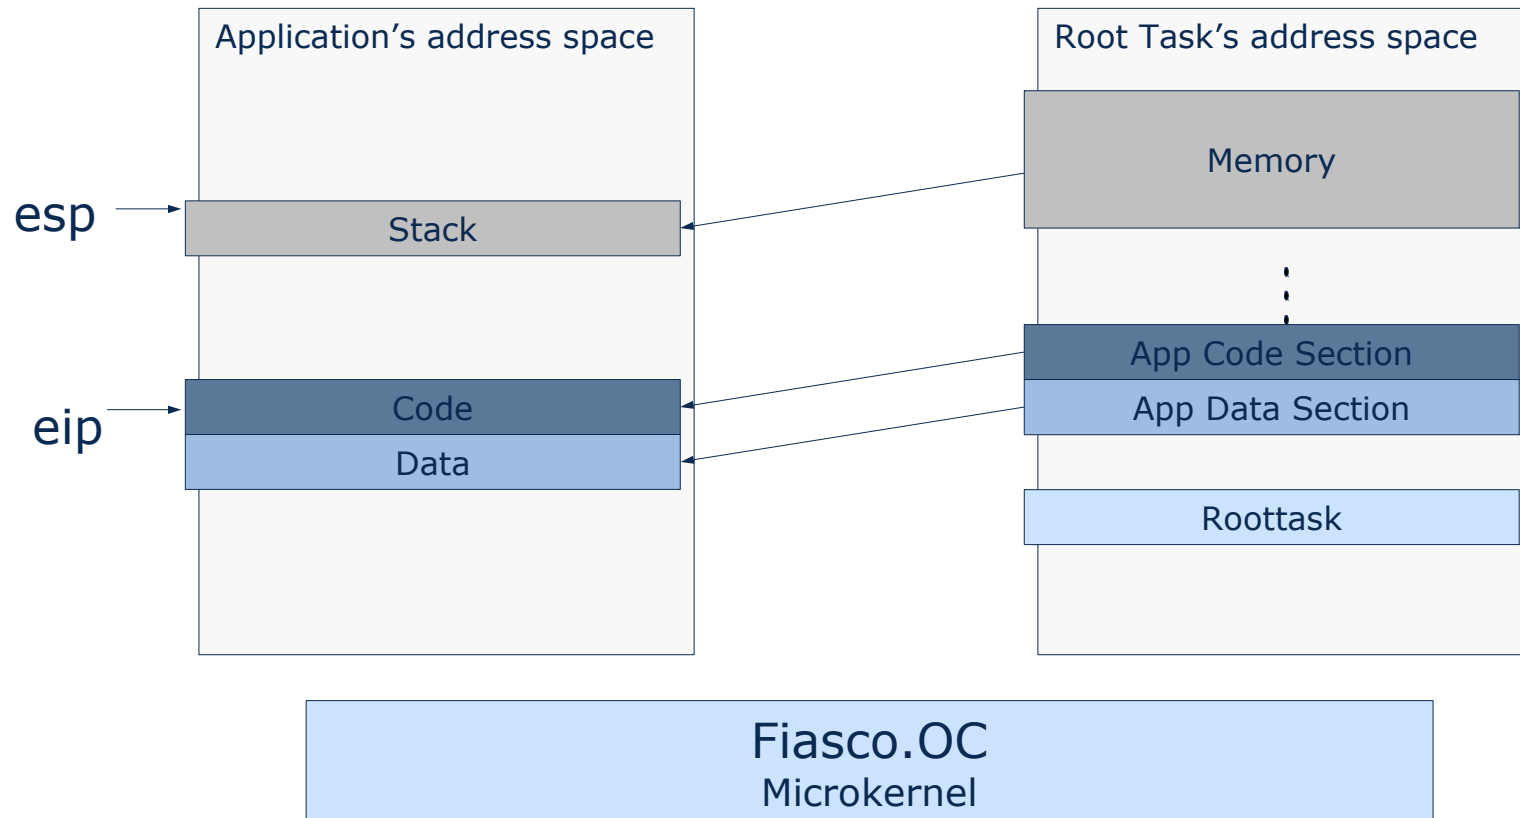 Application’s address space
Root Task’s address space
Memory
esp
Stack
App Code Section
eip
Code
App Data Section
Data
Roottask
Fiasco.OC
Microkernel